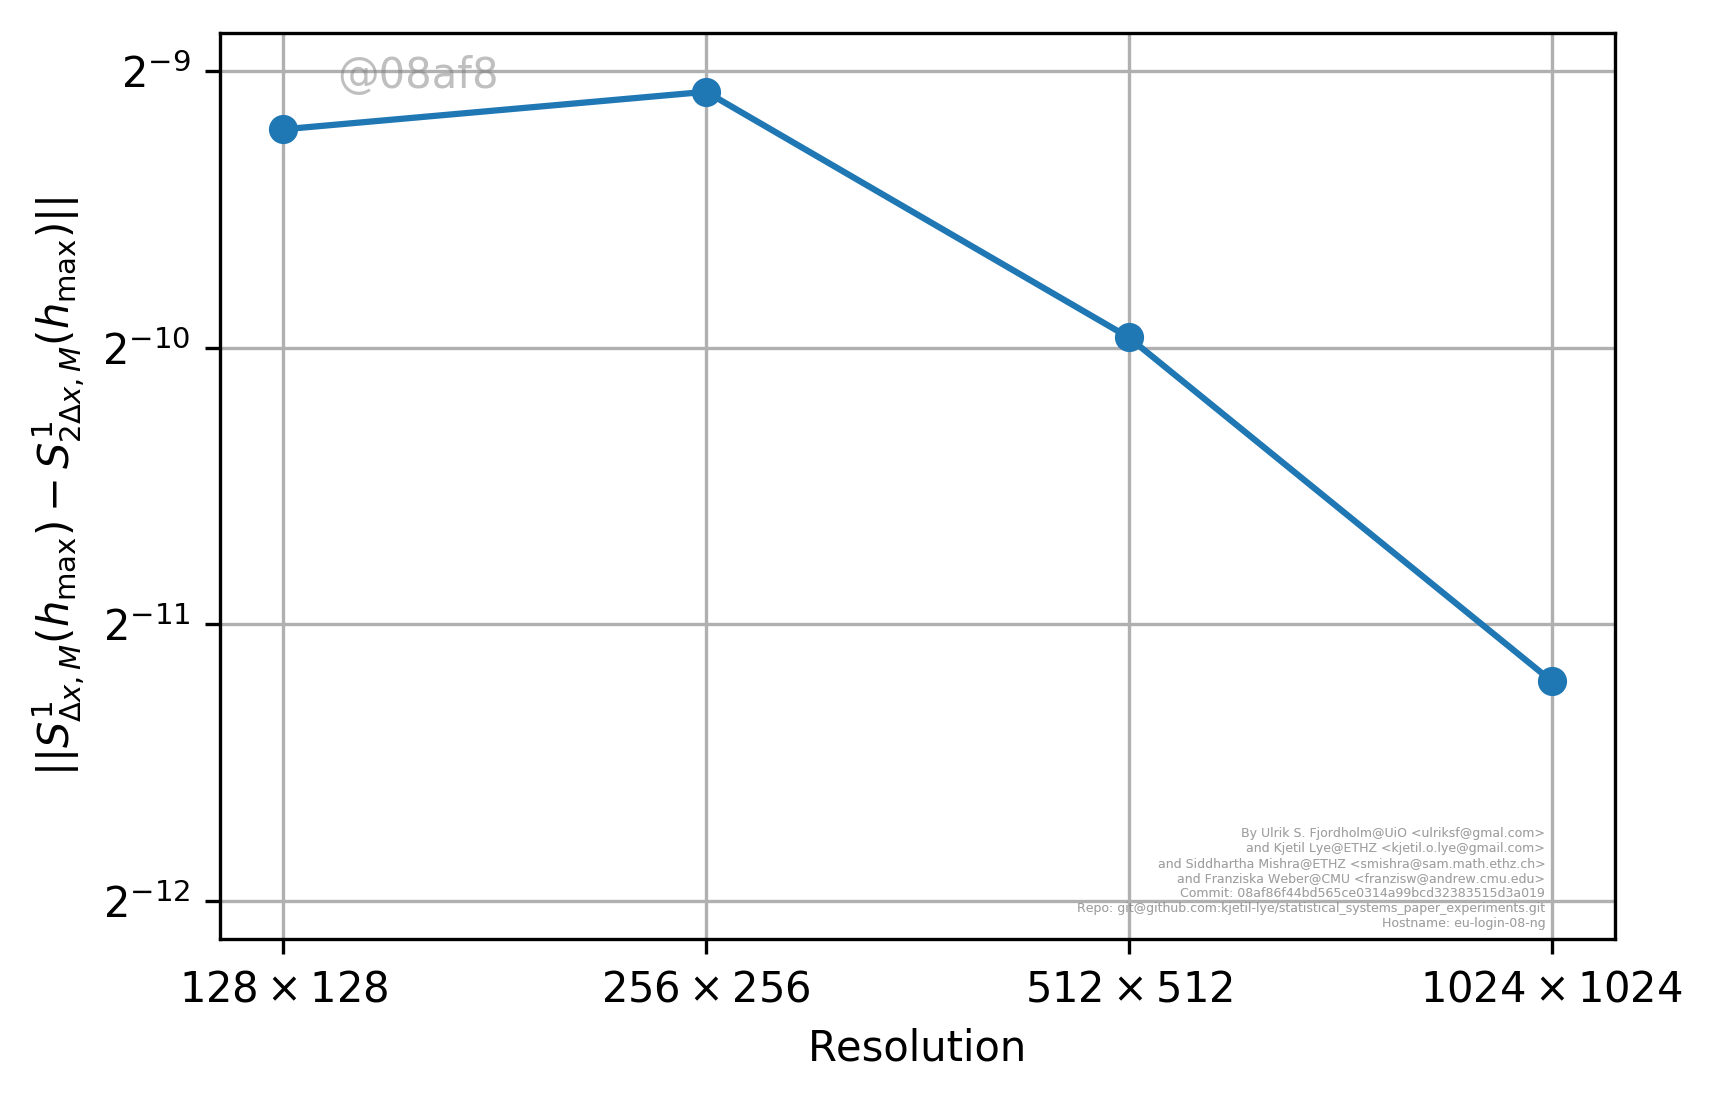 @08af8
2⁻⁹
2⁻¹⁰
2⁻¹¹
2⁻¹²
||S¹_{Δx, M}(h_max) − S¹_{2Δx, M}(h_max)||
By Ulrik S. Fjordholm@UiO <ulriksf@gmal.com>
and Kjetil Lye@ETHZ <kjetil.o.lye@gmail.com>
and Siddhartha Mishra@ETHZ <smishra@sam.math.ethz.ch>
and Franziska Weber@CMU <franzisw@andrew.cmu.edu>
Commit: 08af86f44bd565ce0314a99bcd32383515d3a019
Repo: git@github.com:kjetil-lye/statistical_systems_paper_experiments.git
Hostname: eu-login-08-ng
128 × 128
256 × 256
512 × 512
1024 × 1024
Resolution